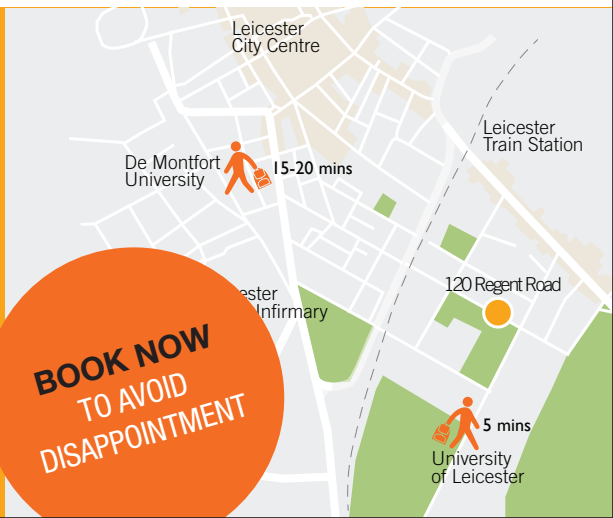 Leicester
City Centre
Leicester
Train Station
De Montfort
University
15-20 mins
120 Regent Road
ester
Infirmary
BOOK NOW
TO AVOID
DISAPPOINTMENT
5 mins
University
of Leicester